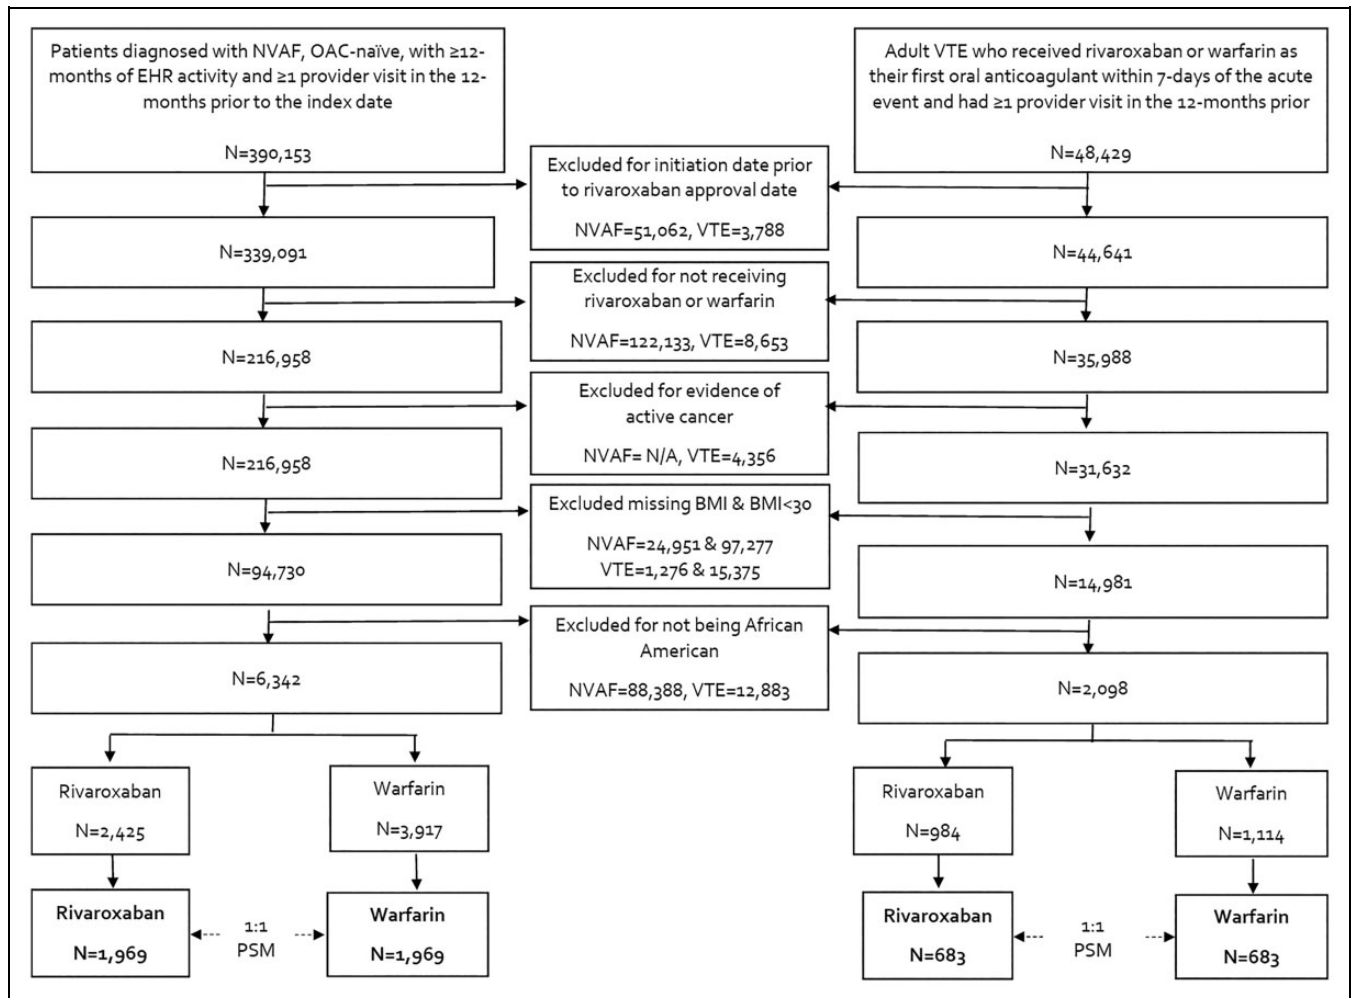 Patients diagnosed with NVAF, OAC-naïve, with ≥12-
months of EHR activity and ≥1 provider visit in the 12-
months prior to the index date
N=390,153
Adult VTE who received rivaroxaban or warfarin as
their first oral anticoagulant within 7-days of the acute
event and had ≥1 provider visit in the 12-months prior
N=48,429
Excluded for initiation date prior
to rivaroxaban approval date
NVAF=51,062, VTE=3,788
N=339,091
N=44,641
Excluded for not receiving
rivaroxaban or warfarin
NVAF=122,133, VTE=8,653
N=216,958
N=35,988
Excluded for evidence of
active cancer
NVAF= N/A, VTE=4,356
N=216,958
N=31,632
Excluded missing BMI & BMI<30
NVAF=24,951 & 97,277
VTE=1,276 & 15,375
N=94,730
N=14,981
Excluded for not being African
American
NVAF=88,388, VTE=12,883
N=6,342
N=2,098
Rivaroxaban
N=2,425
Warfarin
N=3,917
Rivaroxaban
N=984
Warfarin
N=1,114
Rivaroxaban
N=1,969
1:1
PSM
Warfarin
N=1,969
Rivaroxaban
N=683
1:1
PSM
Warfarin
N=683